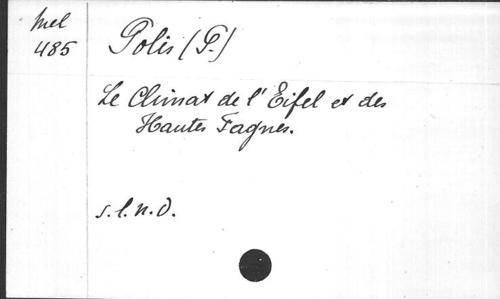 Mel
485
Polis (P.)
Le Climat de l'Eifel et des
Hautes Fagnes.
s.l.n.d.